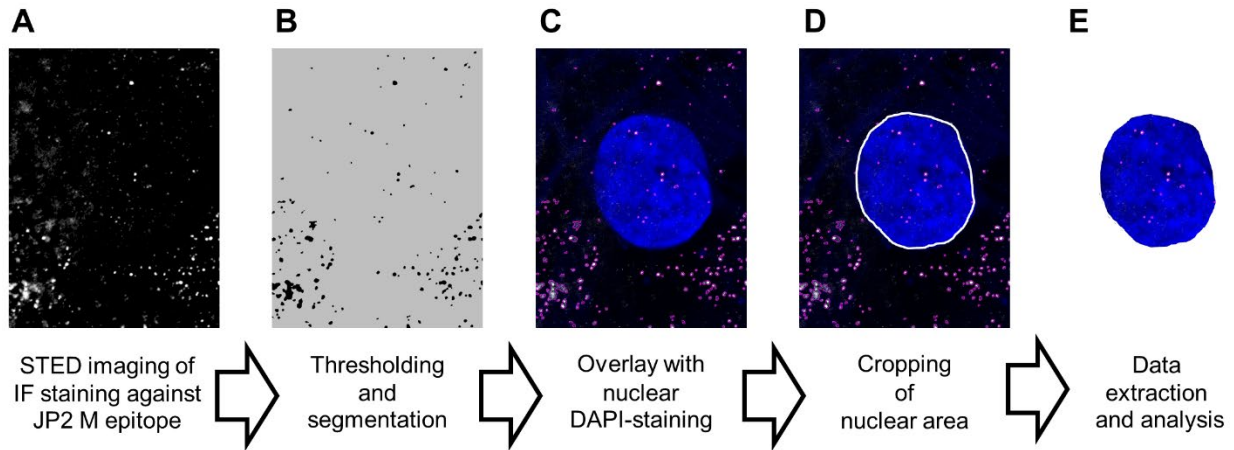 A
B
C
D
E
STED imaging of
IF staining against
JP2 M epitope
Thresholding
and
segmentation
Overlay with
nuclear
DAPI-staining
Cropping
of
nuclear area
Data
extraction
and analysis